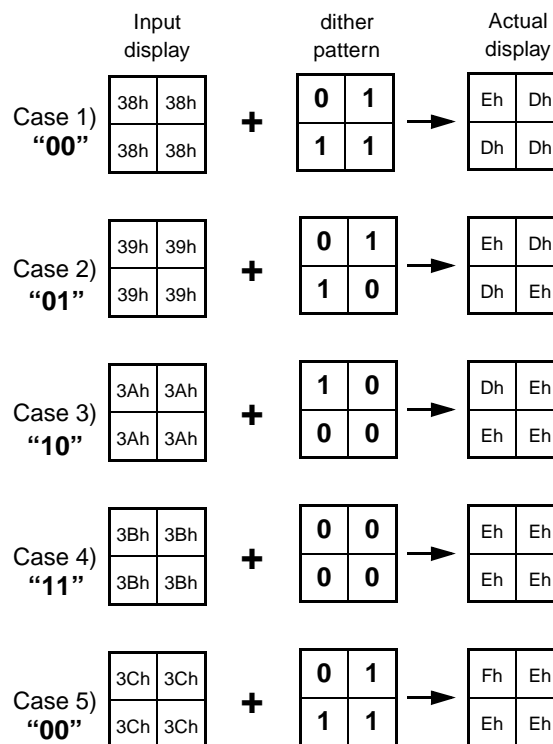 Input display dither pattern Actual display
Case 1) "00"
38h 38h + 0 1 Eh Dh
38h 38h 1 1 Dh Dh
Case 2) "01"
39h 39h + 0 1 Eh Dh
39h 39h 1 0 Dh Eh
Case 3) "10"
3Ah 3Ah + 1 0 Dh Eh
3Ah 3Ah 0 0 Eh Eh
Case 4) "11"
3Bh 3Bh + 0 0 Eh Eh
3Bh 3Bh 0 0 Eh Eh
Case 5) "00"
3Ch 3Ch + 0 1 Fh Eh
3Ch 3Ch 1 1 Eh Eh